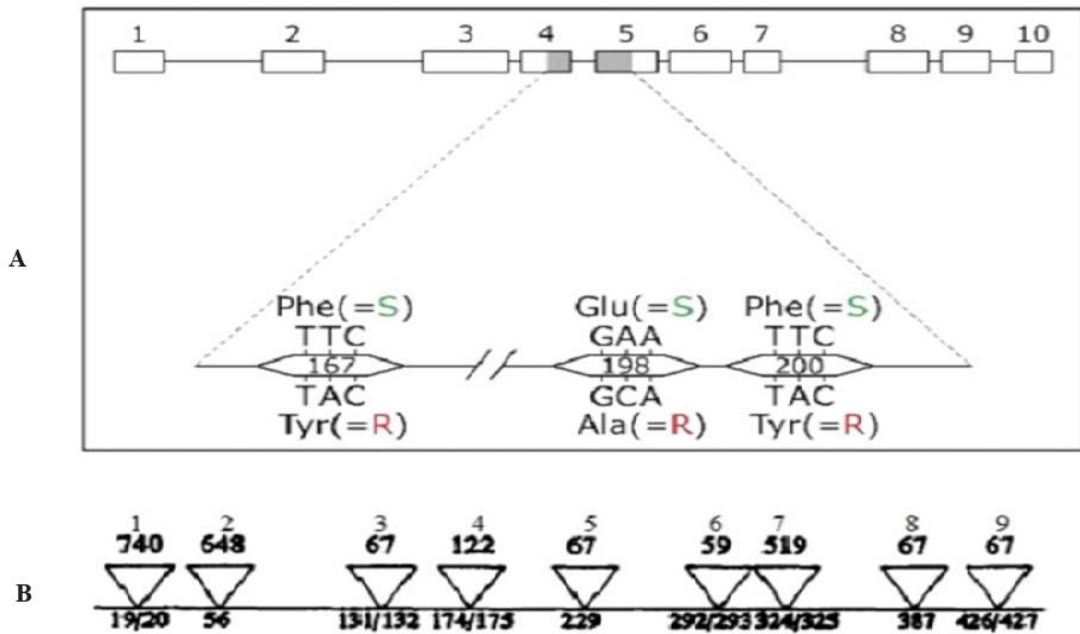 1 2 3 4 5 6 7 8 9 10
A
Phe(=S) Glu(=S) Phe(=S)
TTC GAA TTC
167 198 200
TAC GCA TAC
Tyr(=R) Ala(=R) Tyr(=R)
1 2 3 4 5 6 7 8 9
740 648 67 122 67 59 519 67 67
B
19/20 56 131/132 174/175 229 292/293 324/325 387 426/427